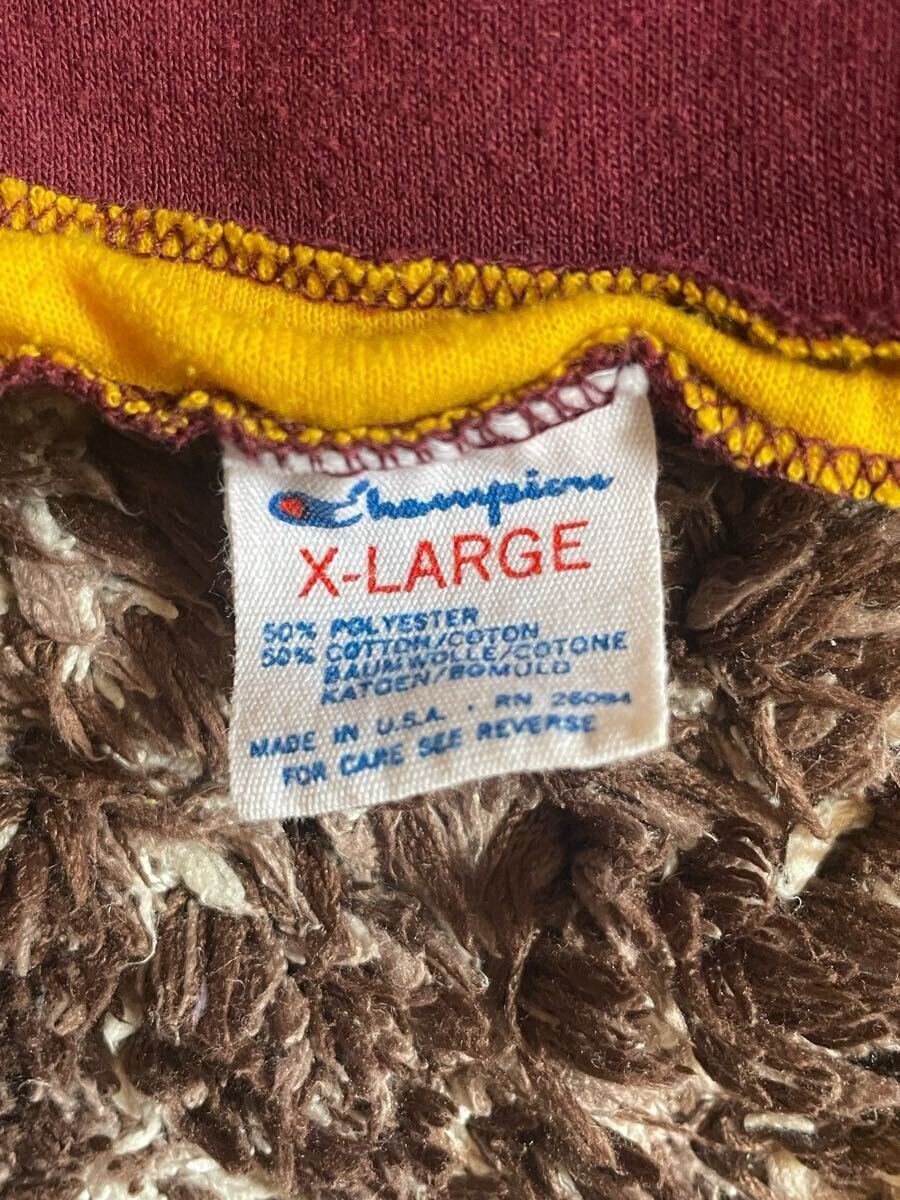 Champion
X-LARGE
50% POLYESTER
50% COTTON/COTON
BAUMWOLLE/COTONE
KATOEN/BOMULD
MADE IN U.S.A. · RN 26094
FOR CARE SEE REVERSE